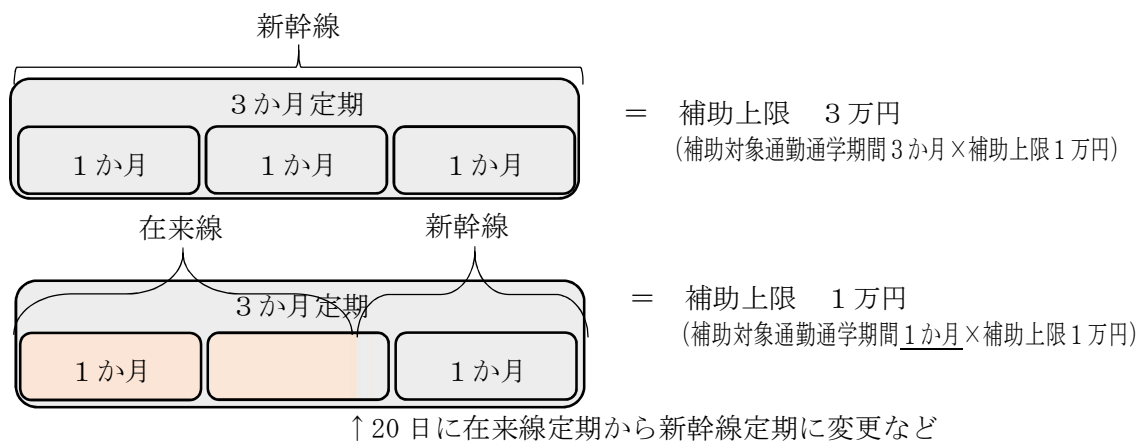 新幹線
3か月定期
1か月
1か月
1か月
= 補助上限 3万円
(補助対象通勤通学期間3か月×補助上限1万円)
在来線
新幹線
3か月定期
1か月
1か月
= 補助上限 1万円
(補助対象通勤通学期間1か月×補助上限1万円)
↑20日に在来線定期から新幹線定期に変更など